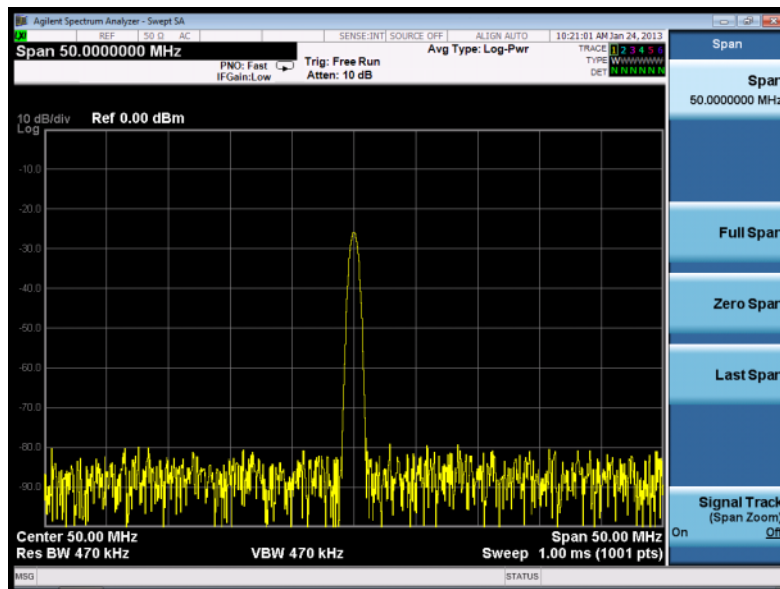 Agilent Spectrum Analyzer - Swept SA
LXI REF 50 Ω AC SENSE:INT SOURCE OFF ALIGN AUTO 10:21:01 AM Jan 24, 2013
Span 50.0000000 MHz
Avg Type: Log-Pwr
TRACE 1 2 3 4 5 6
PNO: Fast
Trig: Free Run
TYPE WWWWWW
IFGain:Low
Atten: 10 dB
DET N N N N N N
10 dB/div Ref 0.00 dBm
Log
-10.0
-20.0
-30.0
-40.0
-50.0
-60.0
-70.0
-80.0
-90.0
Center 50.00 MHz
Span 50.00 MHz
Res BW 470 kHz
VBW 470 kHz
Sweep 1.00 ms (1001 pts)
MSG
STATUS
Span
Span
50.0000000 MHz
Full Span
Zero Span
Last Span
Signal Track
(Span Zoom)
On Off